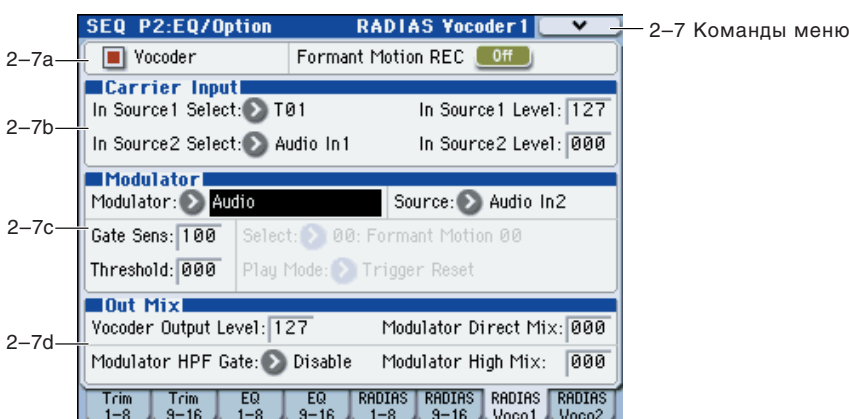 SEQ P2:EQ/Option RADIAS Vocoder1
2–7 Команды меню
2–7a
Vocoder Formant Motion REC Off
Carrier Input
2–7b
In Source1 Select: T01 In Source1 Level: 127
In Source2 Select: Audio In1 In Source2 Level: 000
Modulator
Modulator: Audio Source: Audio In2
2–7c
Gate Sens: 100 Select: 00: Formant Motion 00
Threshold: 000 Play Mode: Trigger Reset
Out Mix
Vocoder Output Level: 127 Modulator Direct Mix: 000
2–7d
Modulator HPF Gate: Disable Modulator High Mix: 000
Trim Trim EQ EQ RADIAS RADIAS RADIAS RADIAS
1–8 9–16 1–8 9–16 1–8 9–16 Voco1 Voco2